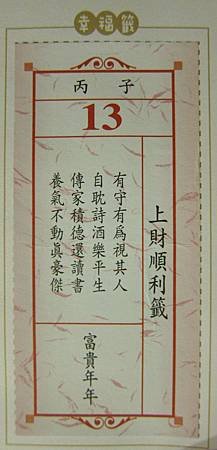 幸福籤
丙子
13
上財順利籤
有守有為視其人
自耽詩酒樂平生
傳家積德還讀書
養氣不動眞豪傑
富貴年年